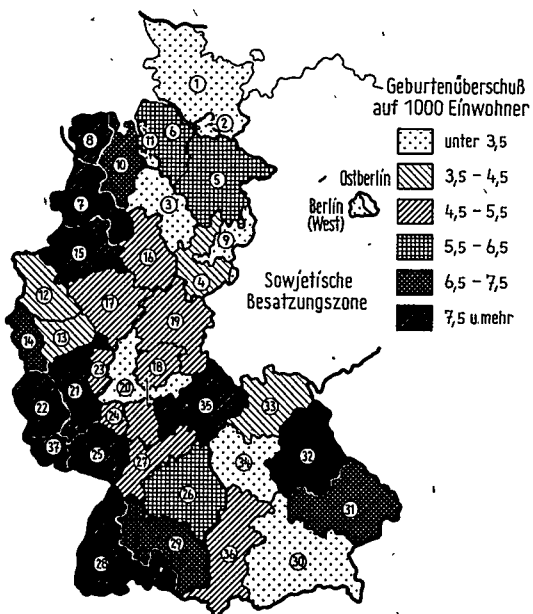 Geburtenüberschuß
auf 1000 Einwohner
unter 3,5
3,5 - 4,5
4,5 - 5,5
5,5 - 6,5
6,5 - 7,5
7,5 u.mehr
Ostberlin
Berlin
(West)
Sowjetische
Besatzungszone
1
2
6
11
8
10
5
7
3
9
15
16
4
12
17
13
19
14
23
18
20
21
22
35
33
24
37
25
27
34
32
26
31
29
36
30
28